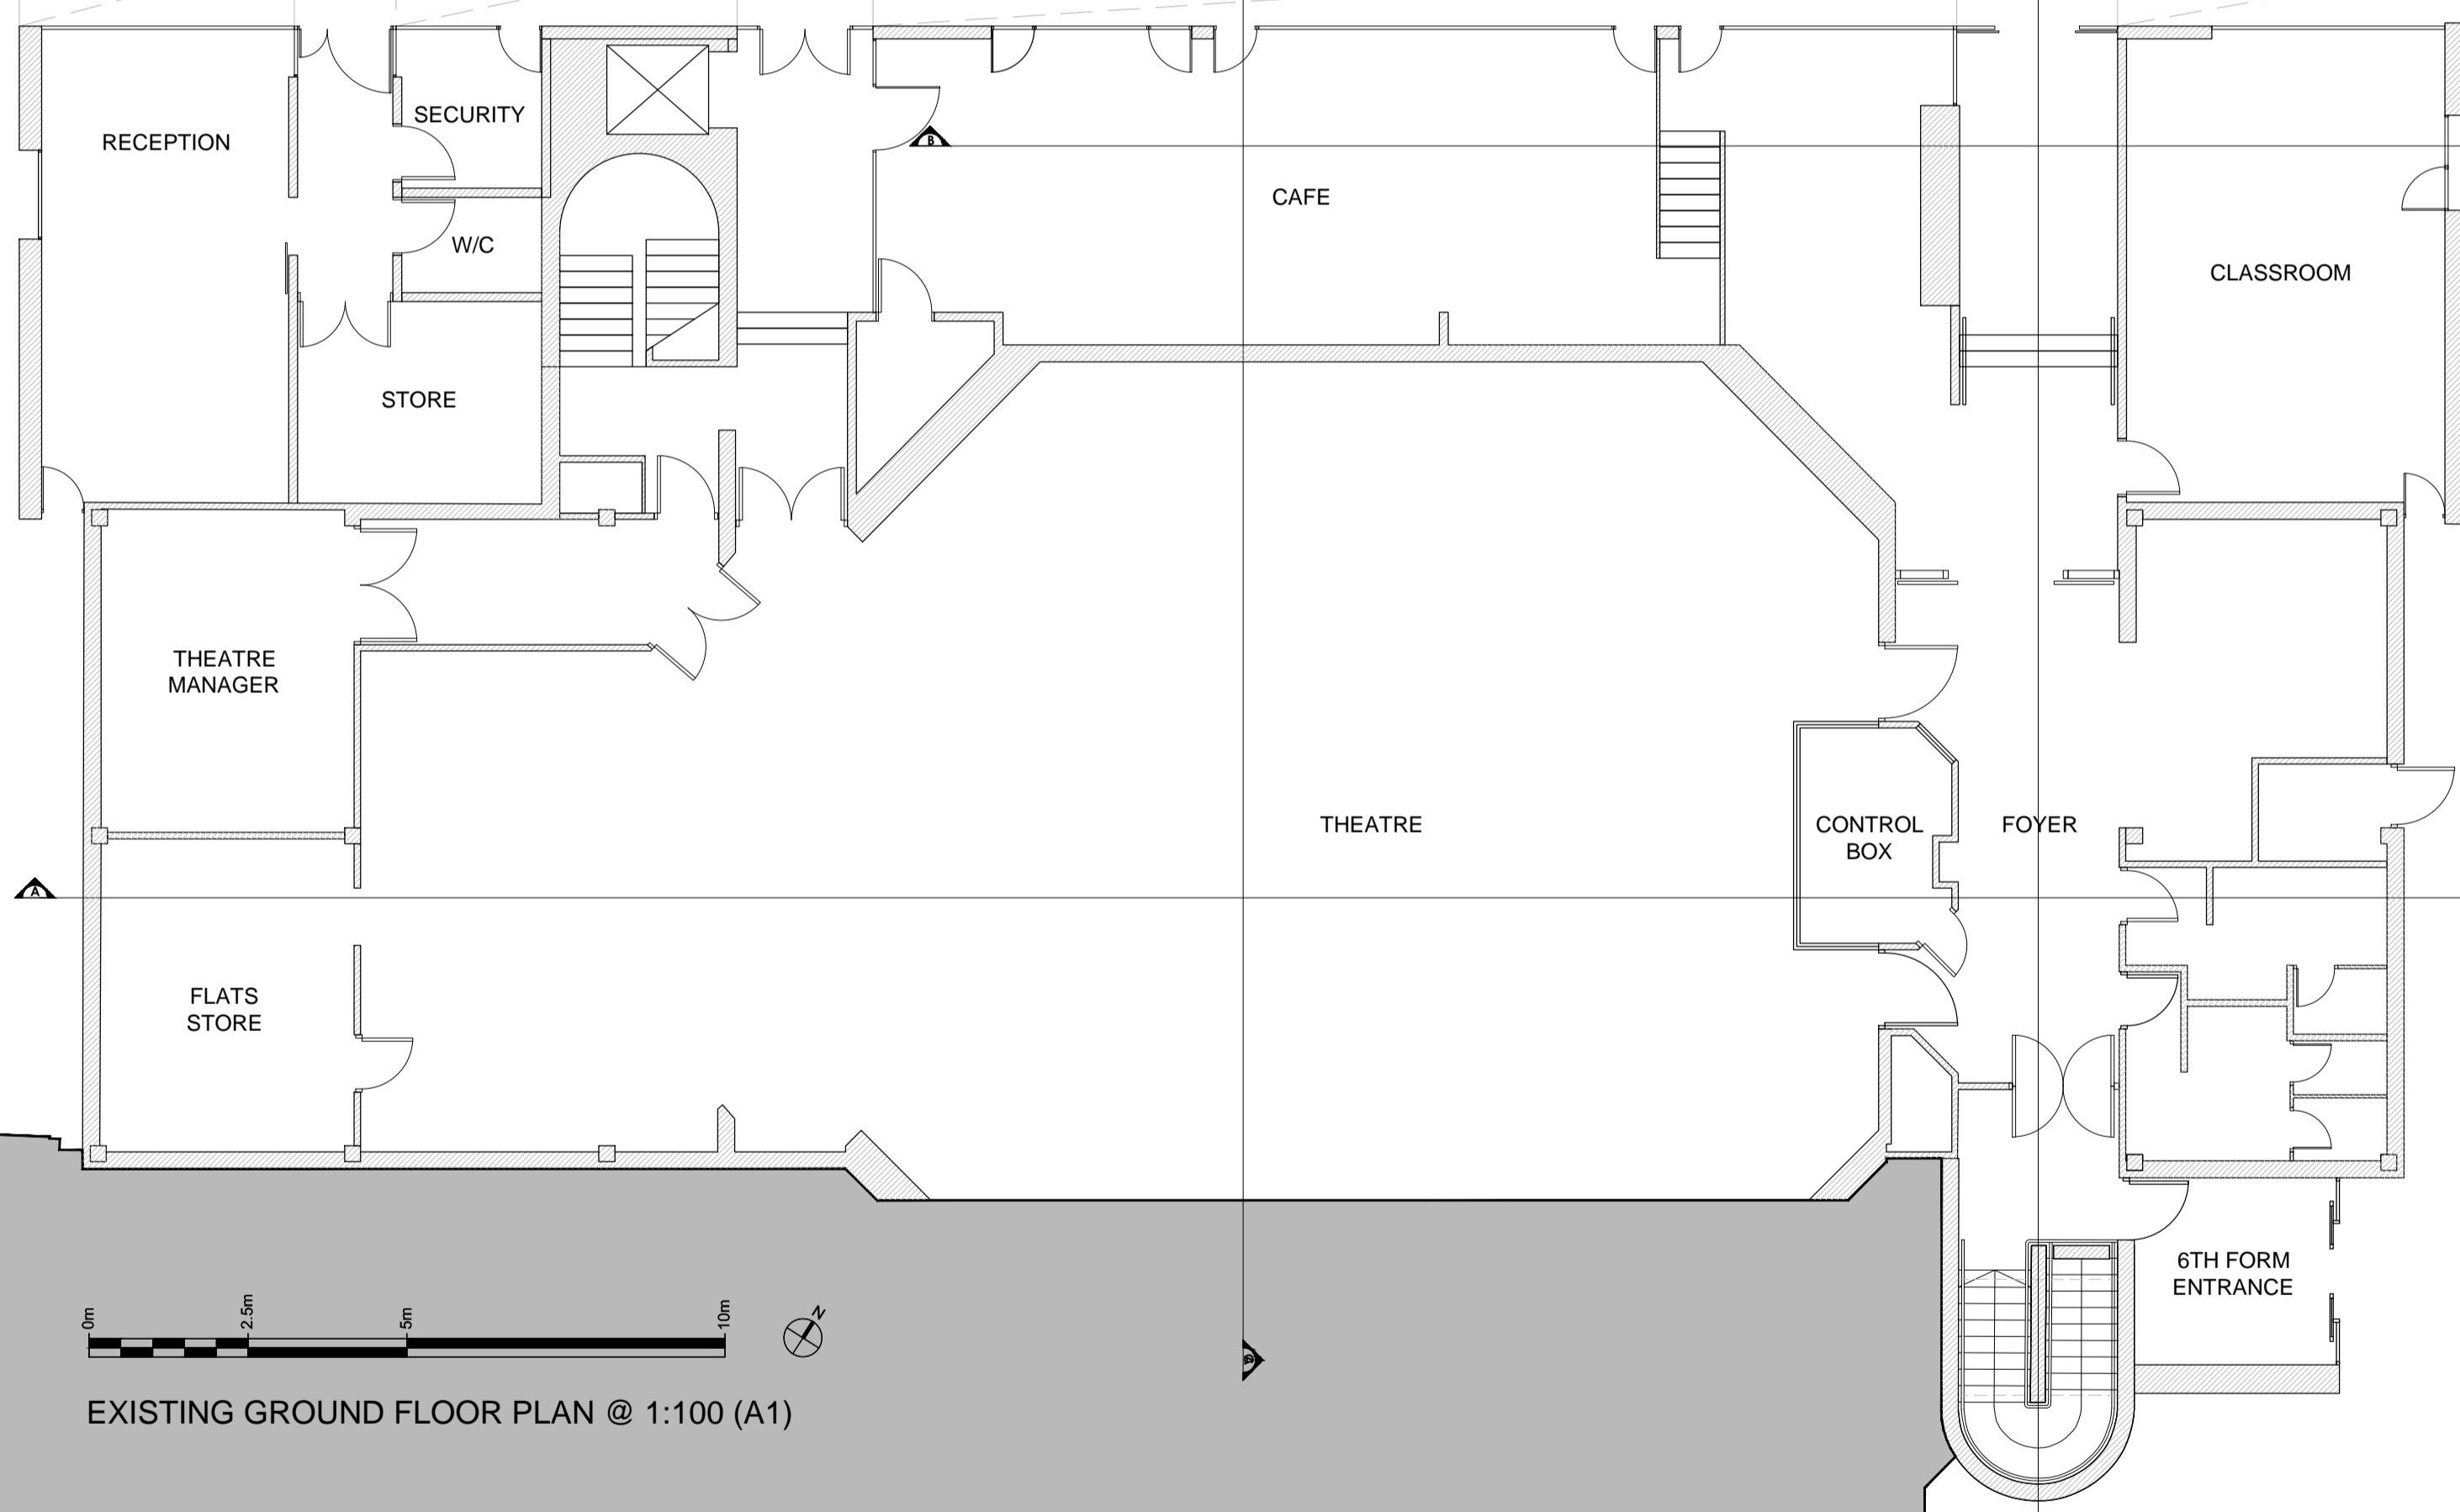 SECURITY
RECEPTION
B
CAFE
W/C
CLASSROOM
STORE
THEATRE
MANAGER
THEATRE
CONTROL
BOX
FOYER
A
FLATS
STORE
6TH FORM
ENTRANCE
0m
2.5m
5m
10m
N
EXISTING GROUND FLOOR PLAN @ 1:100 (A1)